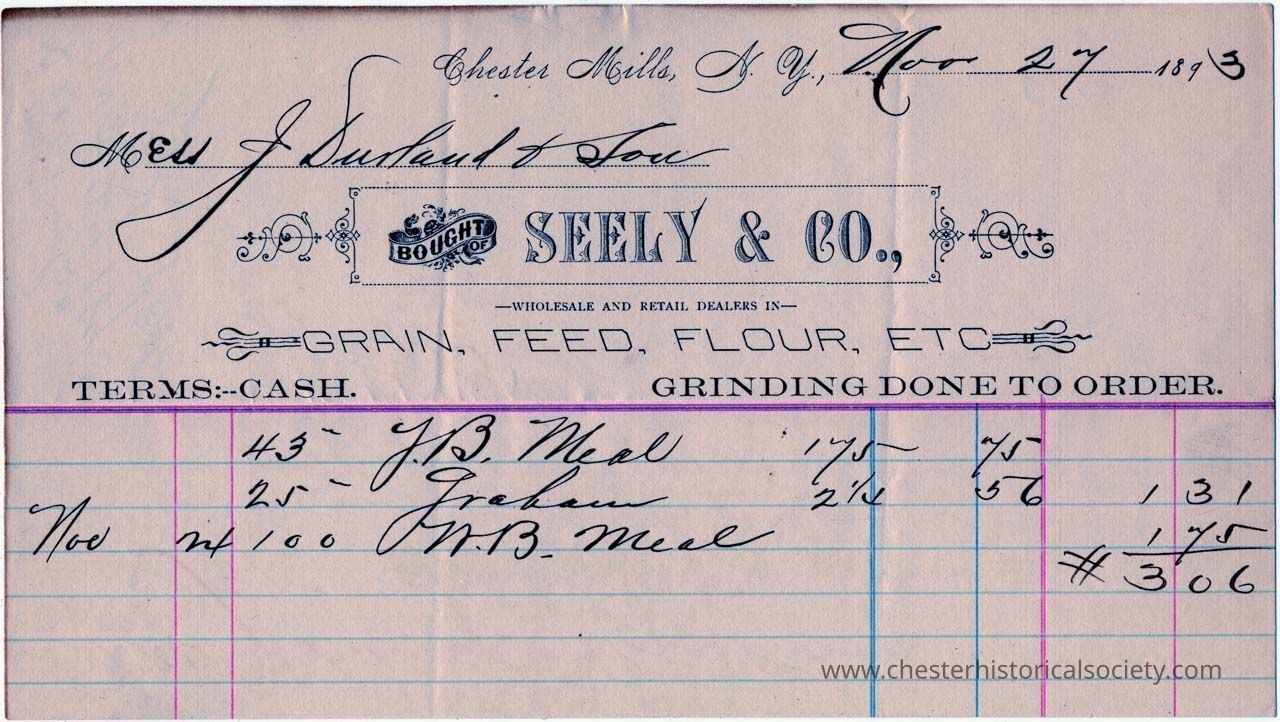 Chester Mills, N. Y., Nov 27 1893
Mess J Durland & Son
BOUGHT OF SEELY & CO.,
—WHOLESALE AND RETAIL DEALERS IN—
GRAIN, FEED, FLOUR, ETC
TERMS:--CASH. GRINDING DONE TO ORDER.
43 Y.B. Meal 175 75
25 Graham 2¼ 56 1 31
Nov 100 W.B. Meal 1 75
# 3 06
www.chesterhistoricalsociety.com